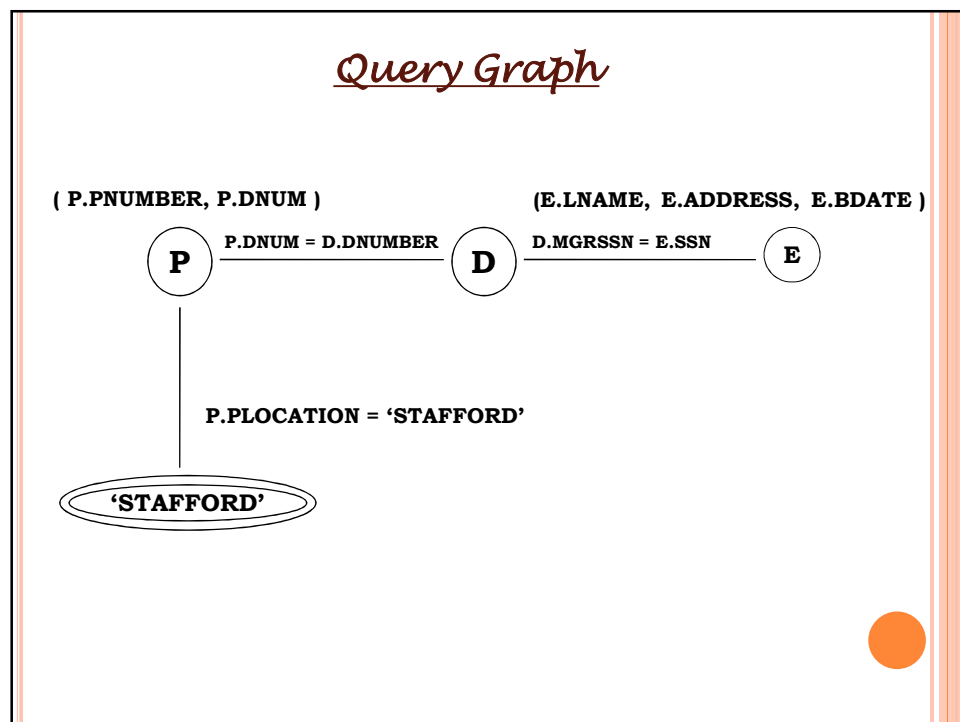 Query Graph
( P.PNUMBER, P.DNUM ) (E.LNAME, E.ADDRESS, E.BDATE )
P P.DNUM = D.DNUMBER D D.MGRSSN = E.SSN E
P.PLOCATION = ‘STAFFORD’
‘STAFFORD’